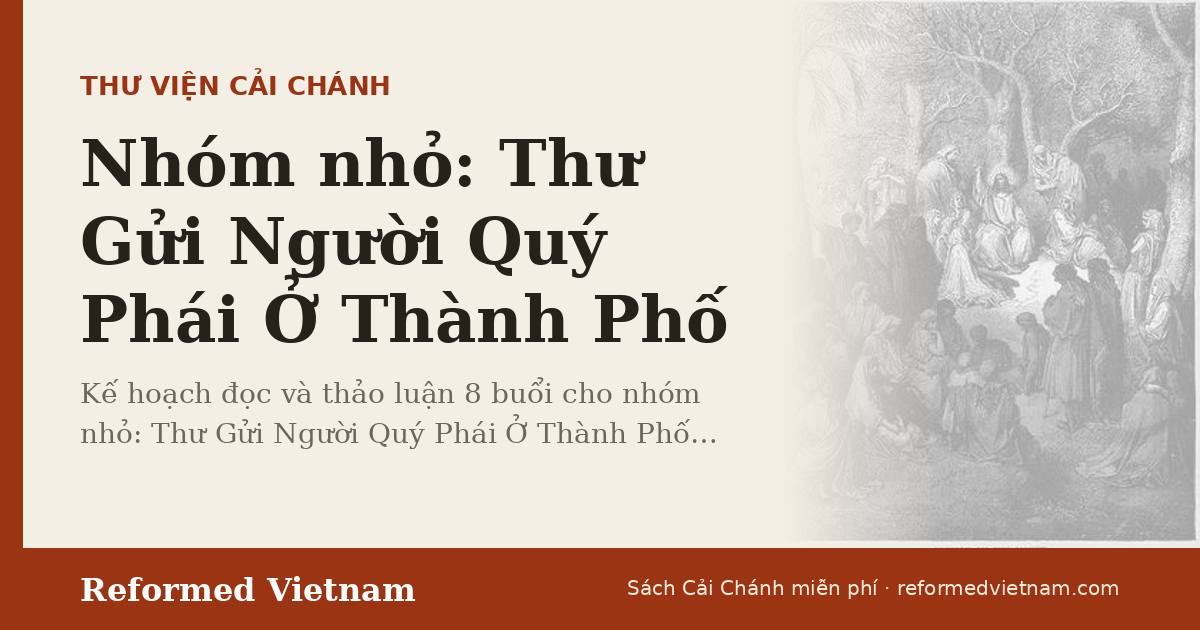 THƯ VIỆN CẢI CHÁNH
Nhóm nhỏ: Thư
Gửi Người Quý
Phái Ở Thành Phố
Kế hoạch đọc và thảo luận 8 buổi cho nhóm
nhỏ: Thư Gửi Người Quý Phái Ở Thành Phố...
Reformed Vietnam
Sách Cải Chánh miễn phí · reformedvietnam.com